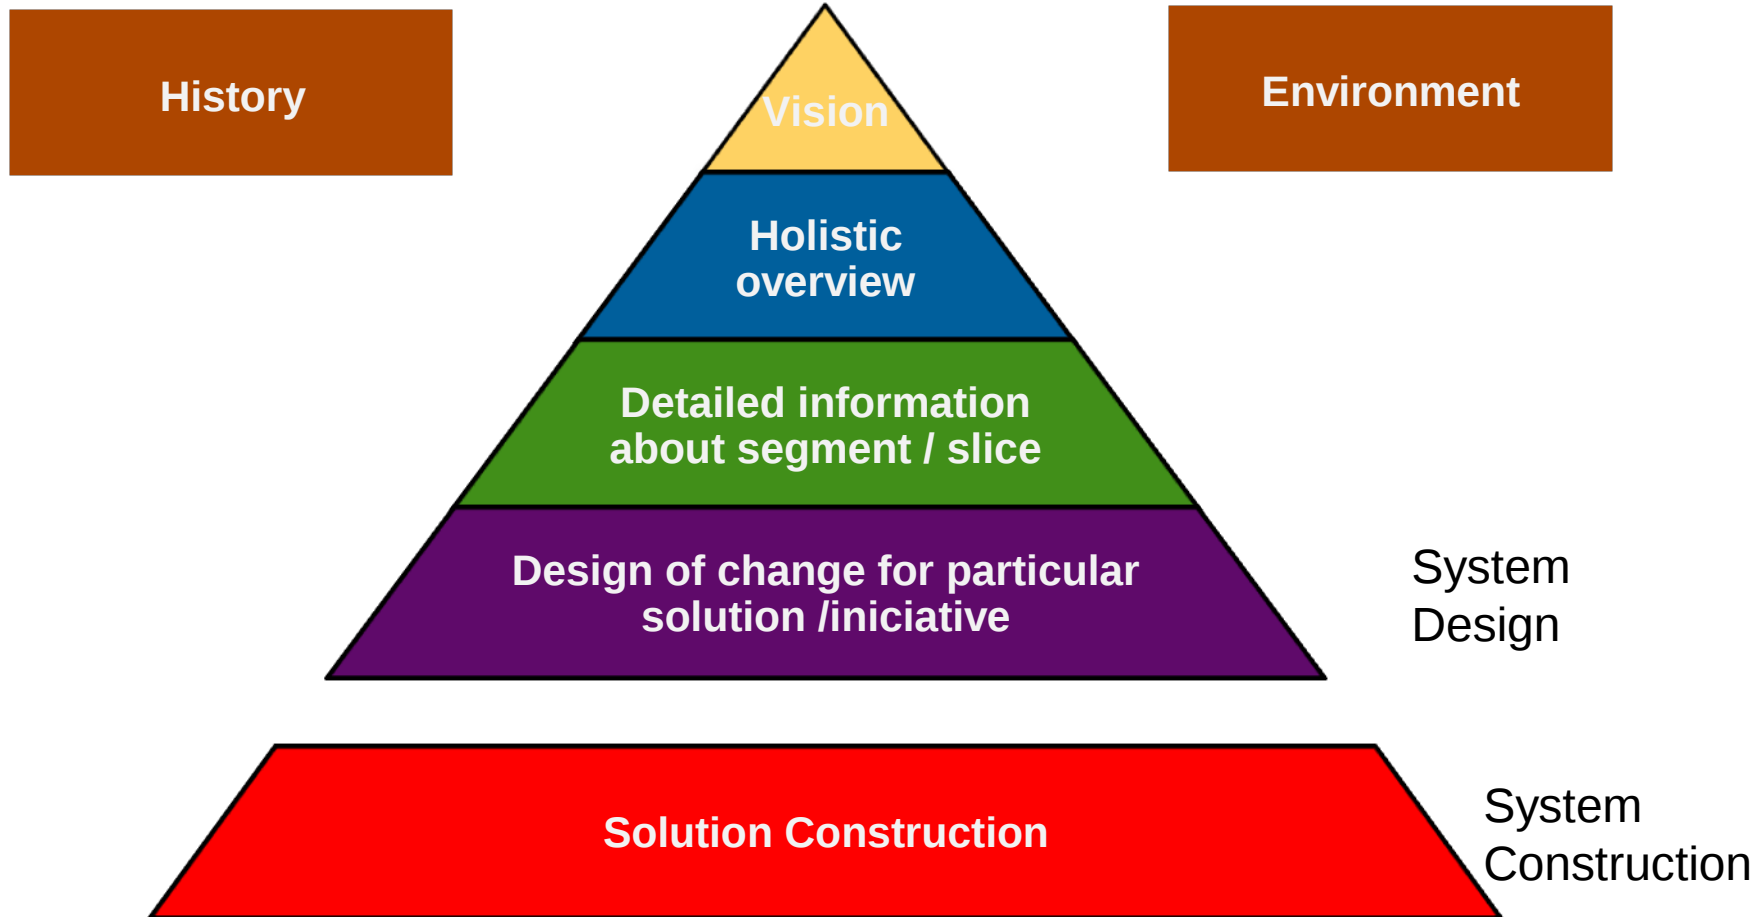 History
Environment
Vision
Holistic
overview
Detailed information
about segment / slice
Design of change for particular
solution /iniciative
System
Design
Solution Construction
System
Construction